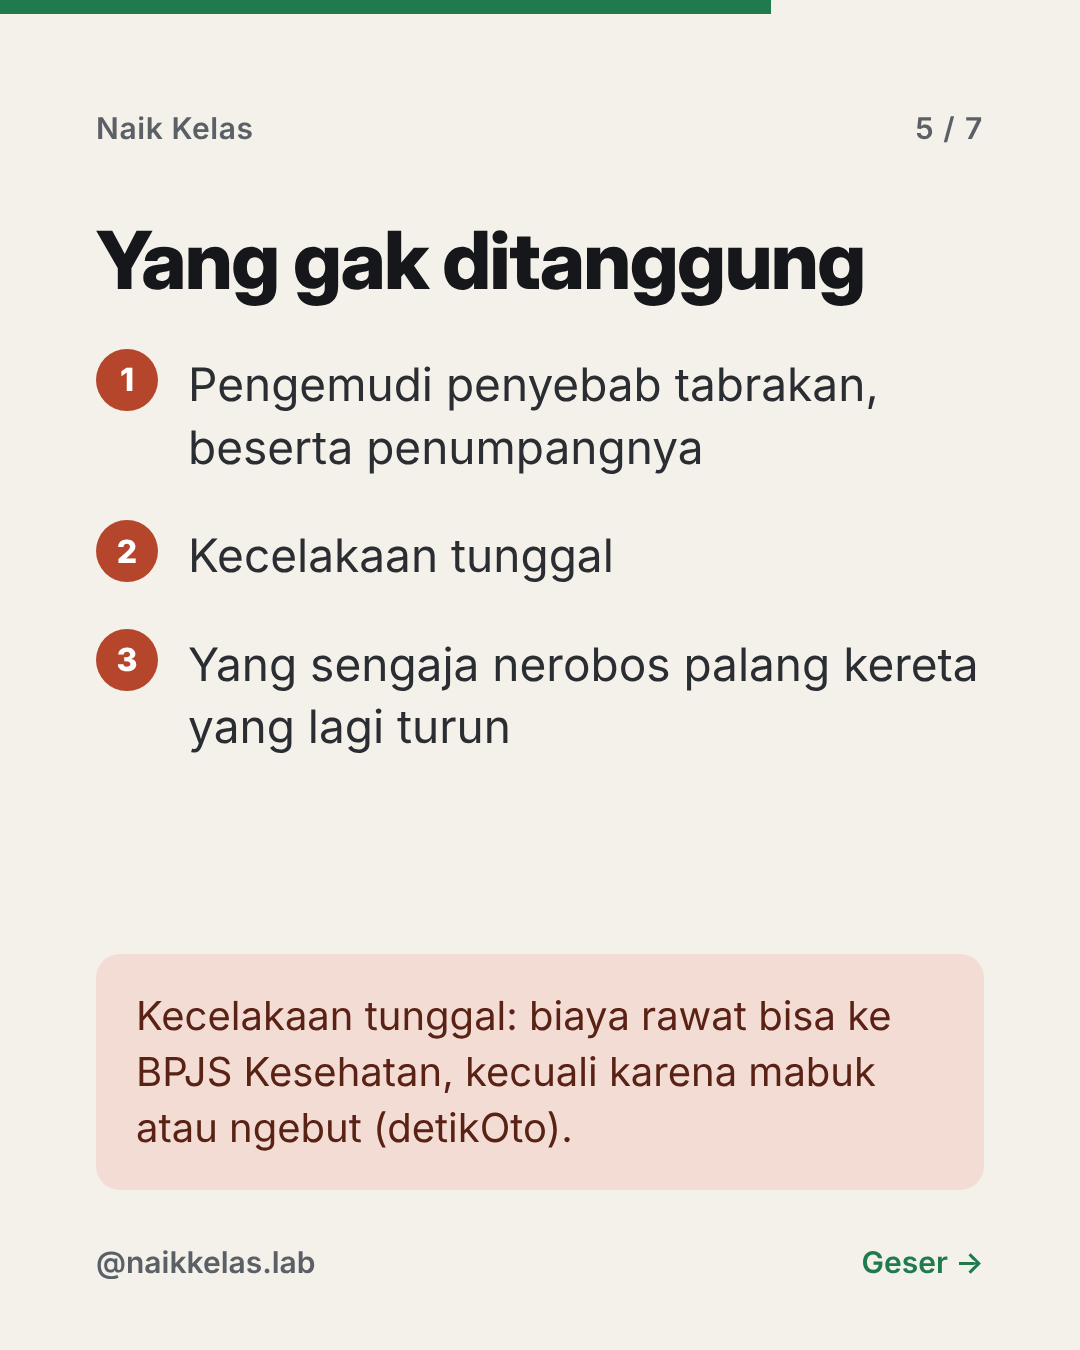 Naik Kelas
5 / 7
Yang gak ditanggung
1 Pengemudi penyebab tabrakan,
beserta penumpangnya
2 Kecelakaan tunggal
3 Yang sengaja nerobos palang kereta
yang lagi turun
Kecelakaan tunggal: biaya rawat bisa ke
BPJS Kesehatan, kecuali karena mabuk
atau ngebut (detikOto).
@naikkelas.lab
Geser →